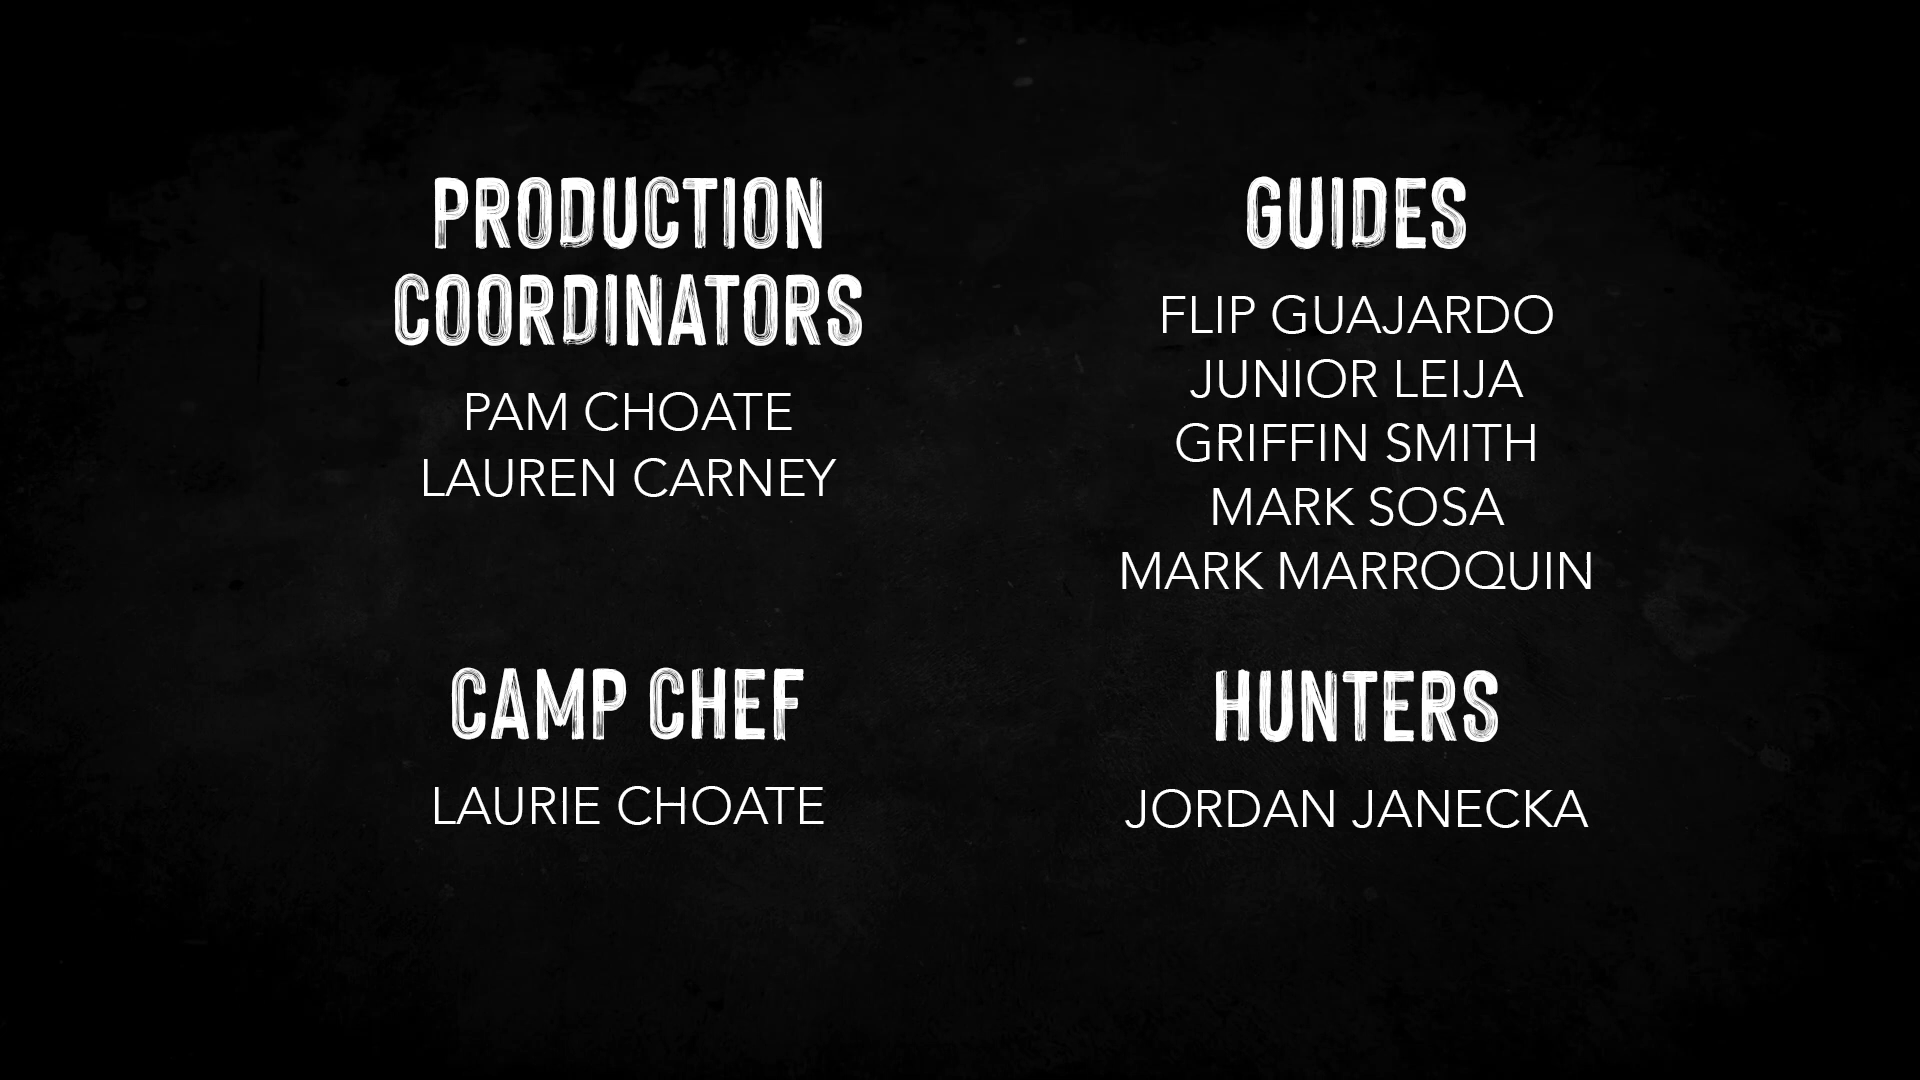 PRODUCTION
COORDINATORS
PAM CHOATE
LAUREN CARNEY
CAMP CHEF
LAURIE CHOATE
GUIDES
FLIP GUAJARDO
JUNIOR LEIJA
GRIFFIN SMITH
MARK SOSA
MARK MARROQUIN
HUNTERS
JORDAN JANECKA